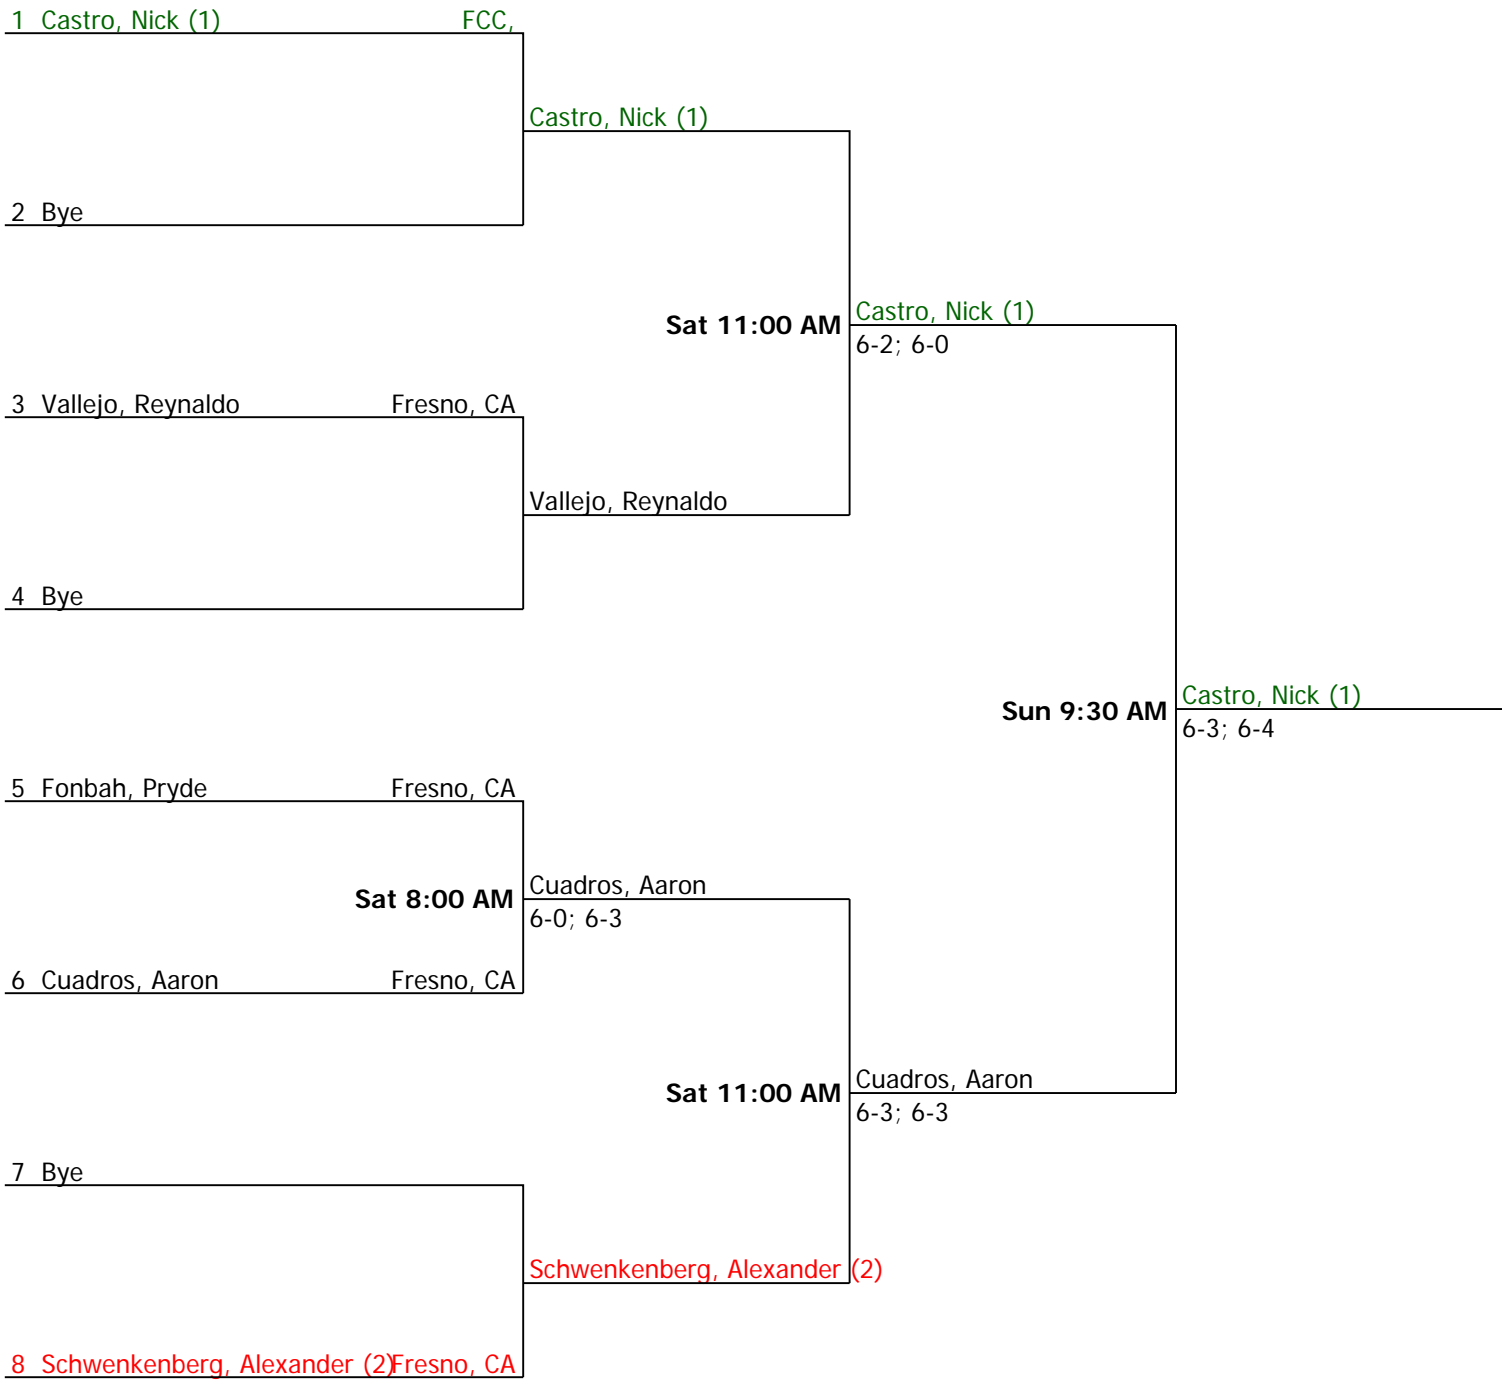 1 Castro, Nick (1) FCC,
Castro, Nick (1)
2 Bye
Sat 11:00 AM
Castro, Nick (1)
6-2; 6-0
3 Vallejo, Reynaldo Fresno, CA
Vallejo, Reynaldo
4 Bye
Sun 9:30 AM
Castro, Nick (1)
6-3; 6-4
5 Fonbah, Pryde Fresno, CA
Sat 8:00 AM
Cuadros, Aaron
6-0; 6-3
6 Cuadros, Aaron Fresno, CA
Sat 11:00 AM
Cuadros, Aaron
6-3; 6-3
7 Bye
Schwenkenberg, Alexander (2)
8 Schwenkenberg, Alexander (2) Fresno, CA